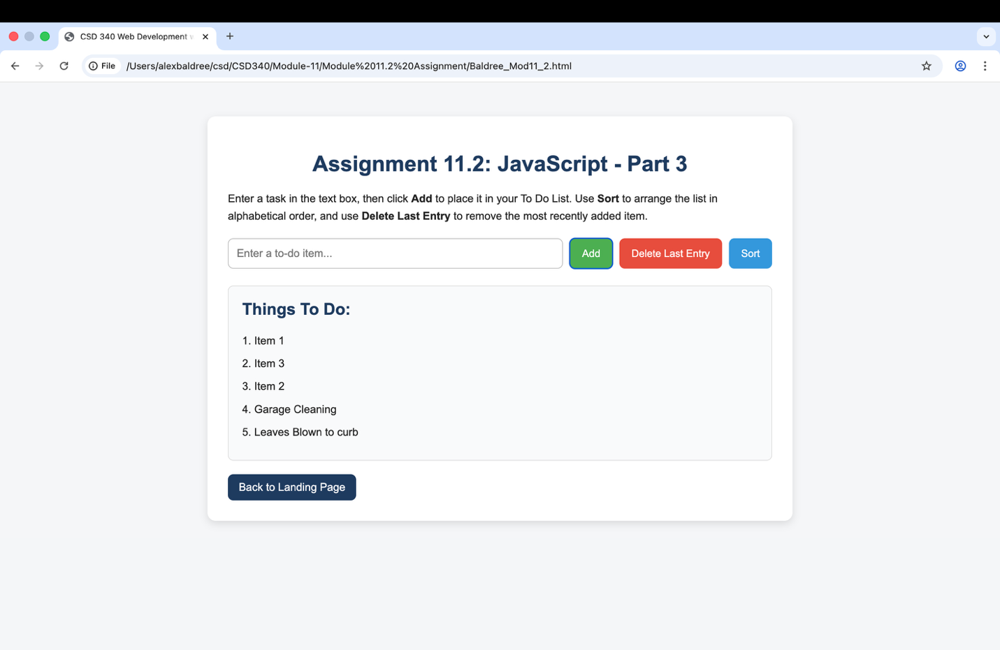 CSD 340 Web Development
File
/Users/alexbaldree/csd/CSD340/Module-11/Module%2011.2%20Assignment/Baldree_Mod11_2.html
Assignment 11.2: JavaScript - Part 3
Enter a task in the text box, then click Add to place it in your To Do List. Use Sort to arrange the list in
alphabetical order, and use Delete Last Entry to remove the most recently added item.
Enter a to-do item...
Add
Delete Last Entry
Sort
Things To Do:
1. Item 1
2. Item 3
3. Item 2
4. Garage Cleaning
5. Leaves Blown to curb
Back to Landing Page